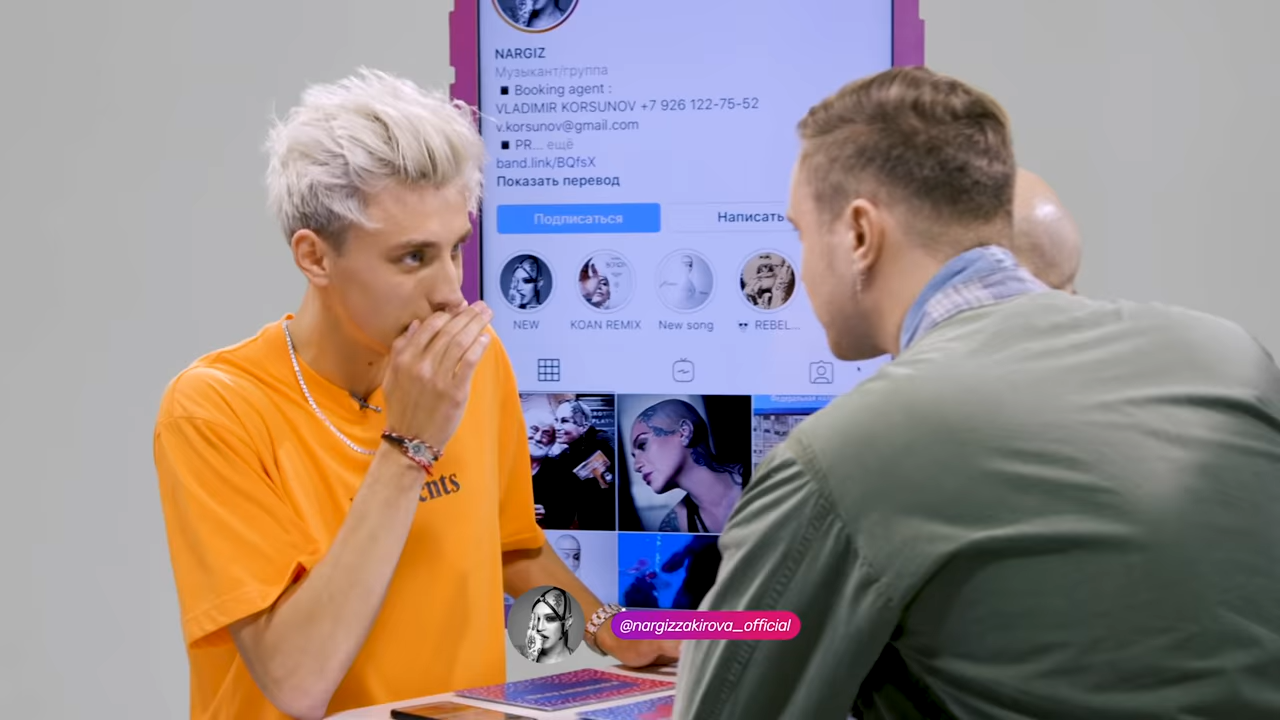 NARGIZ
Музыкант/группа
Booking agent :
VLADIMIR KORSUNOV +7 926 122-75-52
v.korsunov@gmail.com
PR... ещё
band.link/BQfsX
Показать перевод
Подписаться
Написать
NEW
KOAN REMIX
New song
REBEL...
@nargizzakirova_official